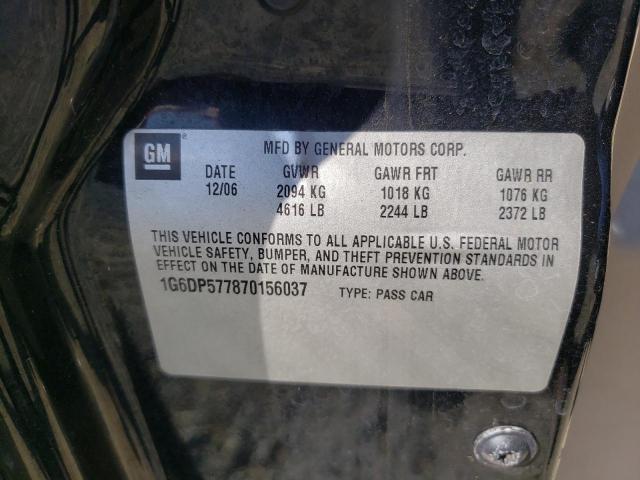 GM ® MFD BY GENERAL MOTORS CORP.
DATE GVWR GAWR FRT GAWR RR
12/06 2094 KG 1018 KG 1076 KG
4616 LB 2244 LB 2372 LB
THIS VEHICLE CONFORMS TO ALL APPLICABLE U.S. FEDERAL MOTOR
VEHICLE SAFETY, BUMPER, AND THEFT PREVENTION STANDARDS IN
EFFECT ON THE DATE OF MANUFACTURE SHOWN ABOVE.
1G6DP577870156037 TYPE: PASS CAR